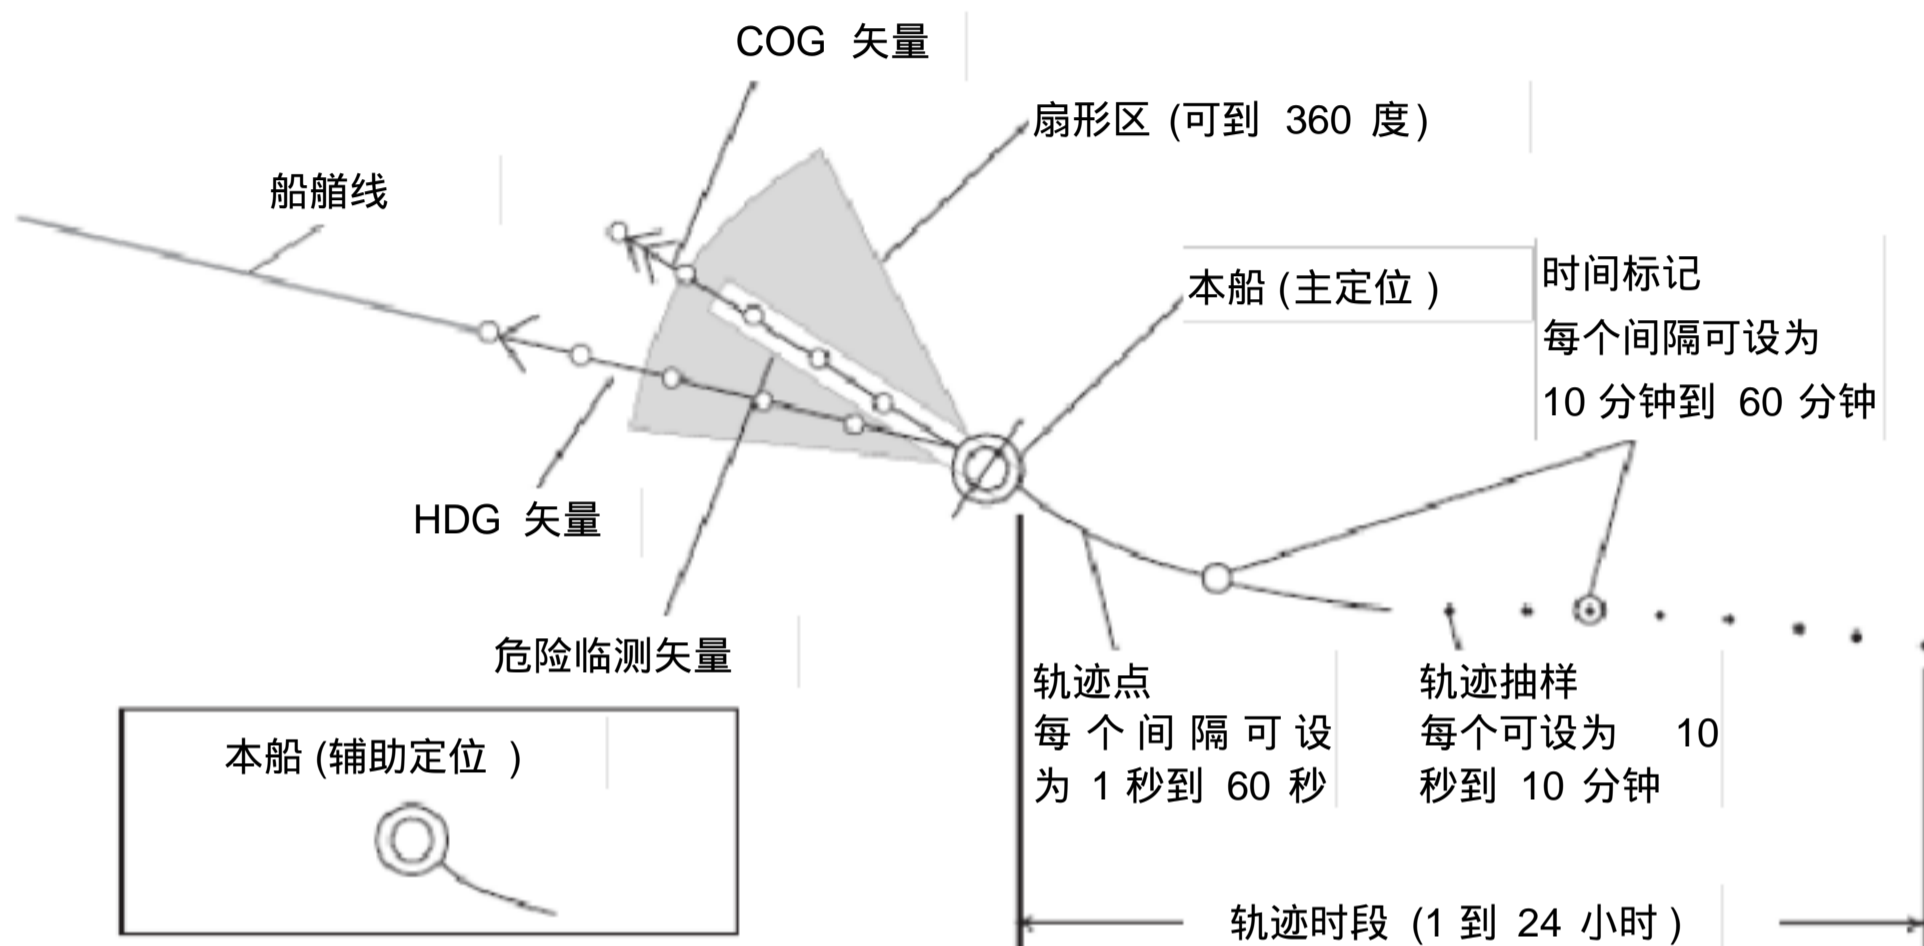 COG 矢量
扇形区 (可到 360 度)
船艏线
本船 (主定位 )
时间标记
每个间隔可设为
10 分钟到 60 分钟
HDG 矢量
危险临测矢量
轨迹点
每个间隔可设
为 1 秒到 60 秒
轨迹抽样
每个可设为 10
秒到 10 分钟
本船 (辅助定位 )
轨迹时段 (1 到 24 小时 )